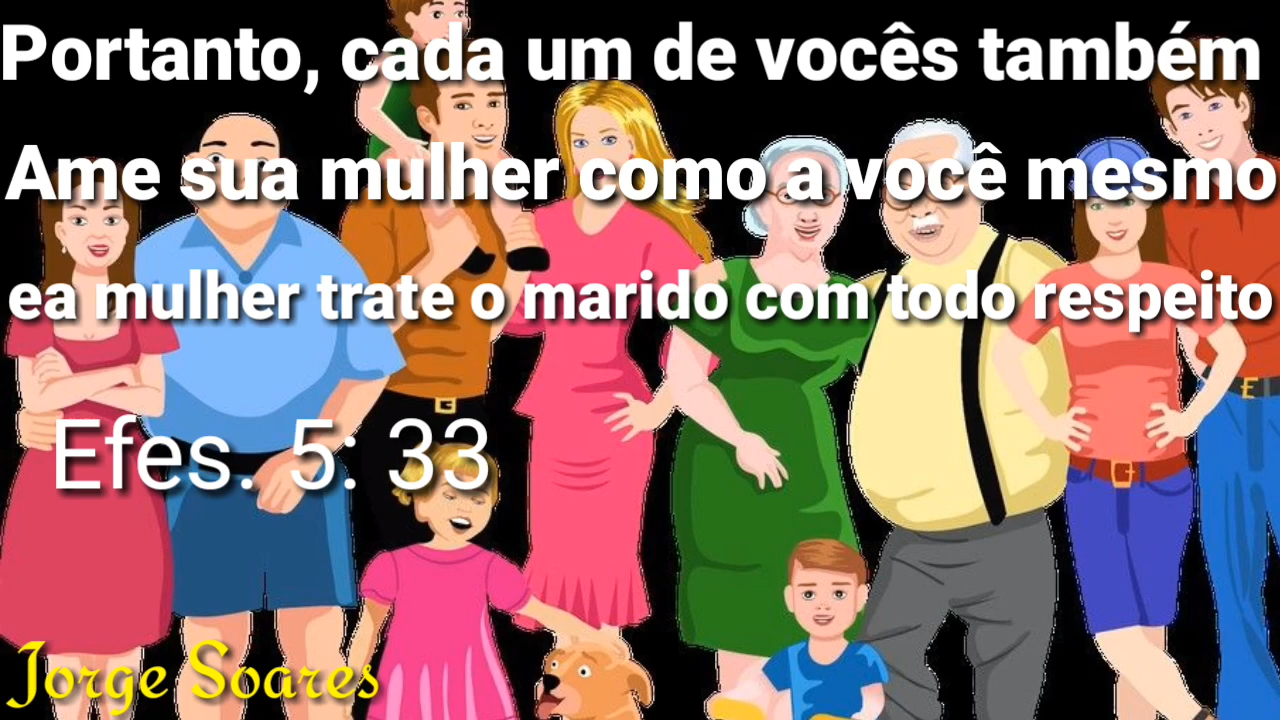 Portanto, cada um de vocês também
Ame sua mulher como a você mesmo
ea mulher trate o marido com todo respeito
Efes. 5: 33
Jorge Soares